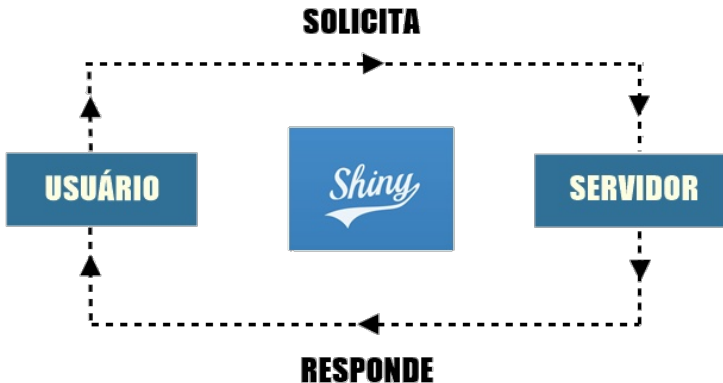 SOLICITA
USUÁRIO
Shiny
SERVIDOR
RESPONDE